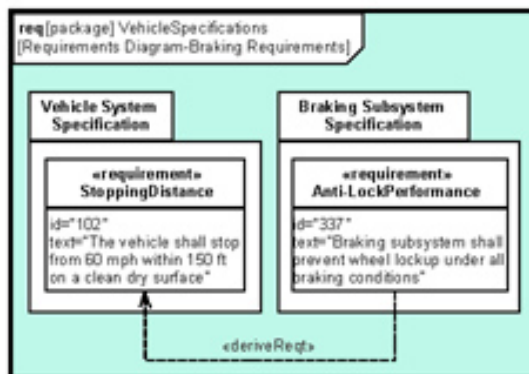 req[package] VehicleSpecifications
[Requirements Diagram-Braking Requirements]
Vehicle System
Specification
«requirement»
StoppingDistance
id="102"
text="The vehicle shall stop
from 60 mph within 150 ft
on a clean dry surface"
Braking Subsystem
Specification
«requirement»
Anti-LockPerformance
id="337"
text="Braking subsystem shall
prevent wheel lockup under all
braking conditions"
«deriveReqt»